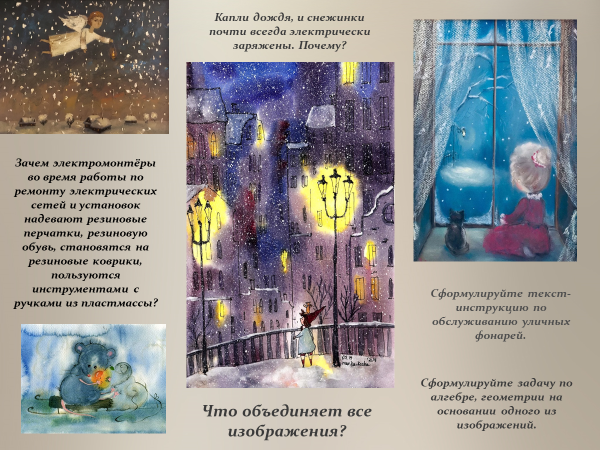 Капли дождя, и снежинки
почти всегда электрически
заряжены. Почему?
Зачем электромонтёры
во время работы по
ремонту электрических
сетей и установок
надевают резиновые
перчатки, резиновую
обувь, становятся на
резиновые коврики,
пользуются
инструментами с
ручками из пластмассы?
Сформулируйте текст-
инструкцию по
обслуживанию уличных
фонарей.
Сформулируйте задачу по
алгебре, геометрии на
основании одного из
изображений.
Что объединяет все
изображения?